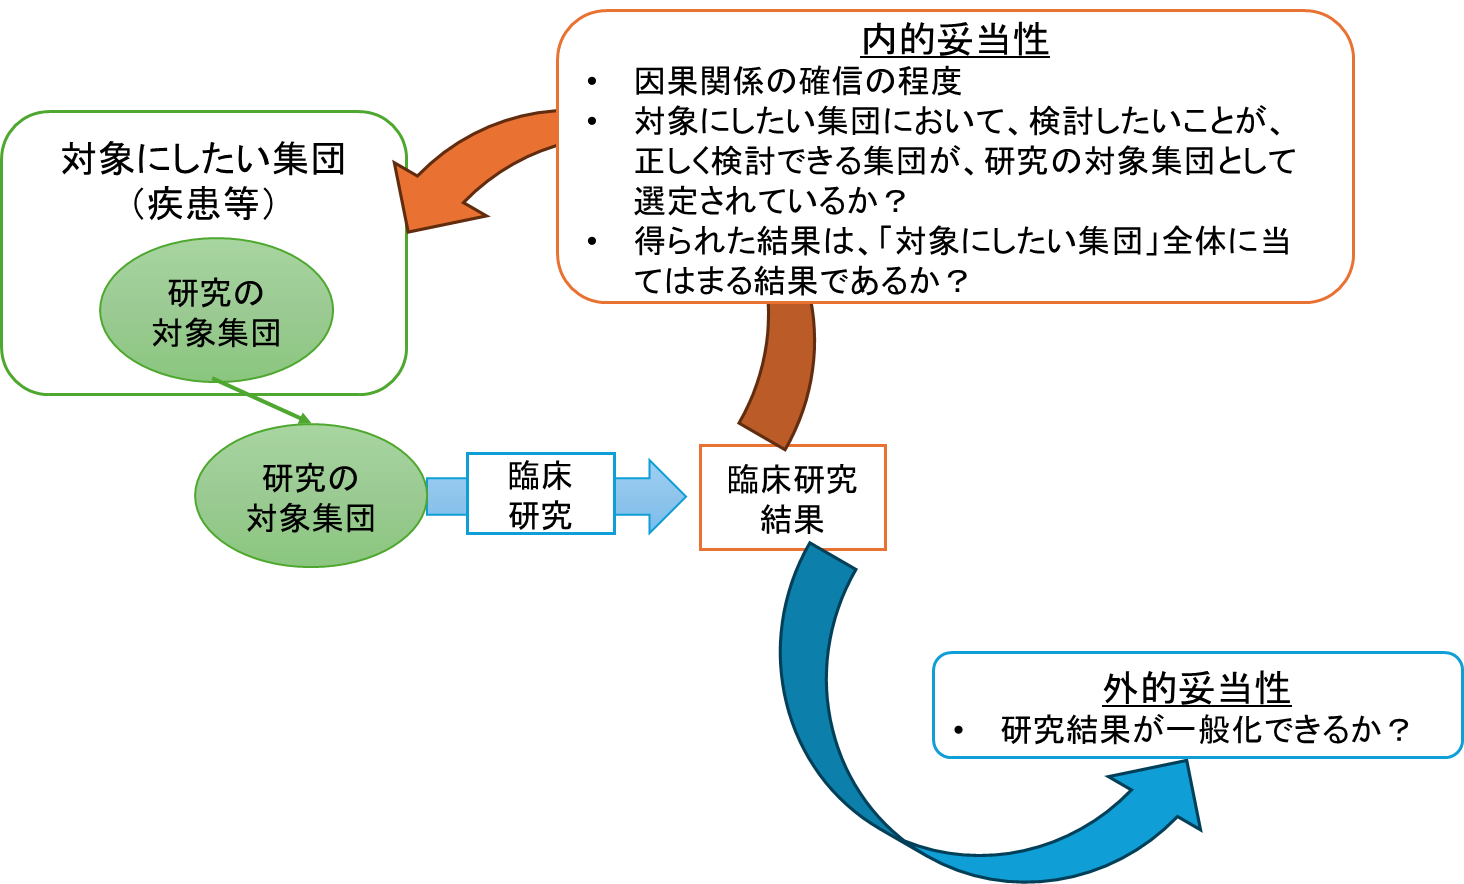 内的妥当性
• 因果関係の確信の程度
• 対象にしたい集団において、検討したいことが、
正しく検討できる集団が、研究の対象集団として
選定されているか？
• 得られた結果は、「対象にしたい集団」全体に当
てはまる結果であるか？
対象にしたい集団
（疾患等）
研究の
対象集団
研究の
対象集団
臨床
研究
臨床研究
結果
外的妥当性
• 研究結果が一般化できるか？